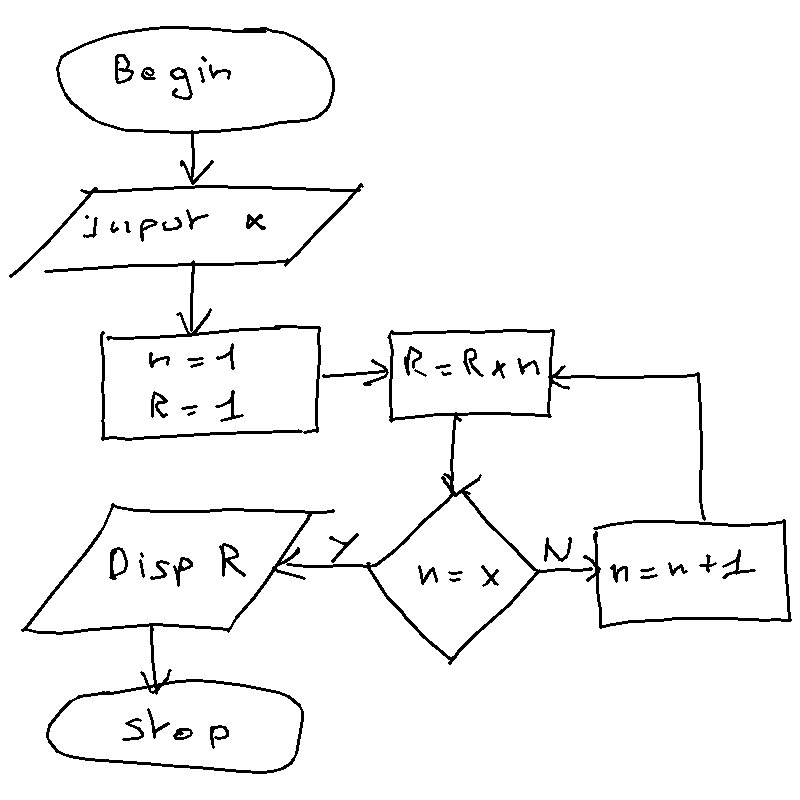 Begin
Input x
n = 1
R = 1
R = R x n
n = x
Y
N
n = n + 1
Disp R
Stop